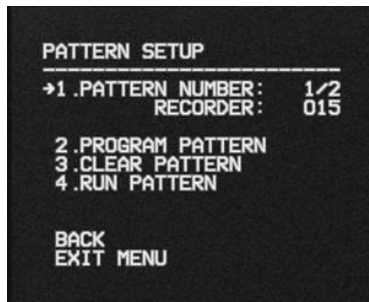 PATTERN SETUP
→1.PATTERN NUMBER: 1/2
RECORDER: 015
2.PROGRAM PATTERN
3.CLEAR PATTERN
4.RUN PATTERN
BACK
EXIT MENU